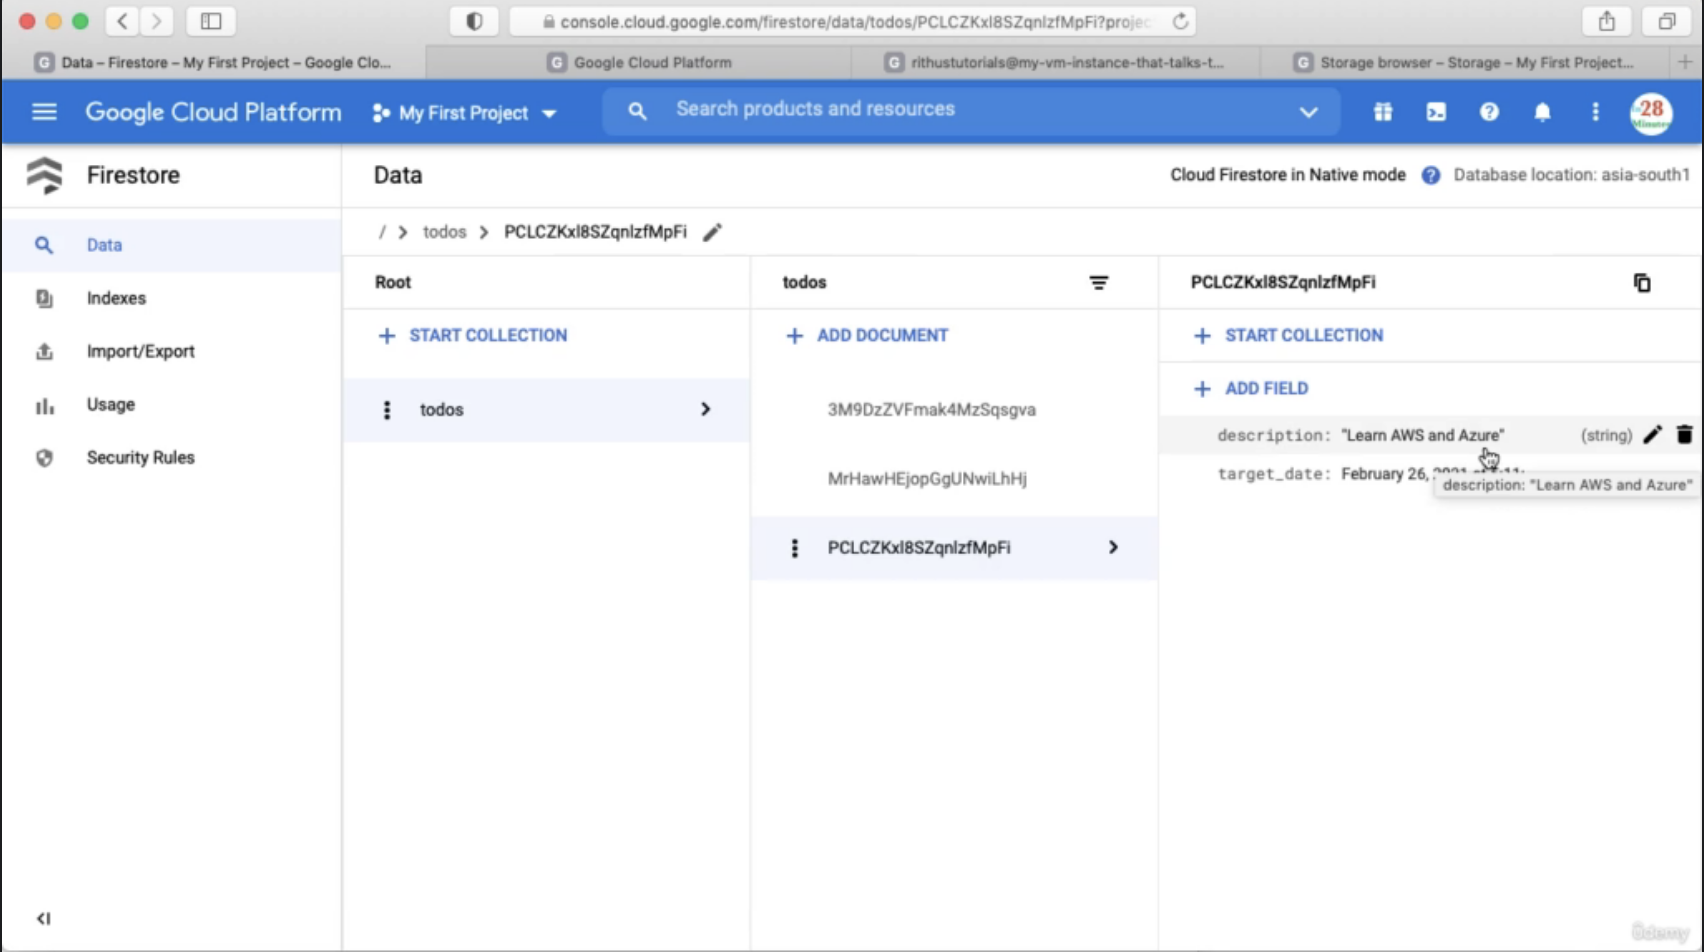 console.cloud.google.com/firestore/data/todos/PCLCZKxl8SZqnlzfMpFi?projec
Data – Firestore – My First Project – Google Clo...
Google Cloud Platform
rithustutorials@my-vm-instance-that-talks-t...
Storage browser – Storage – My First Project...
Google Cloud Platform
My First Project
Search products and resources
28
Minutes
Firestore
Data
Cloud Firestore in Native mode
Database location: asia-south1
Data
Indexes
Import/Export
Usage
Security Rules
/ > todos > PCLCZKxl8SZqnlzfMpFi
Root
todos
PCLCZKxl8SZqnlzfMpFi
+ START COLLECTION
+ ADD DOCUMENT
+ START COLLECTION
+ ADD FIELD
todos
3M9DzZVFmak4MzSqsgva
MrHawHEjopGgUNwiLhHj
PCLCZKxl8SZqnlzfMpFi
description: "Learn AWS and Azure" (string)
target_date: February 26,
description: "Learn AWS and Azure"
ûdemy